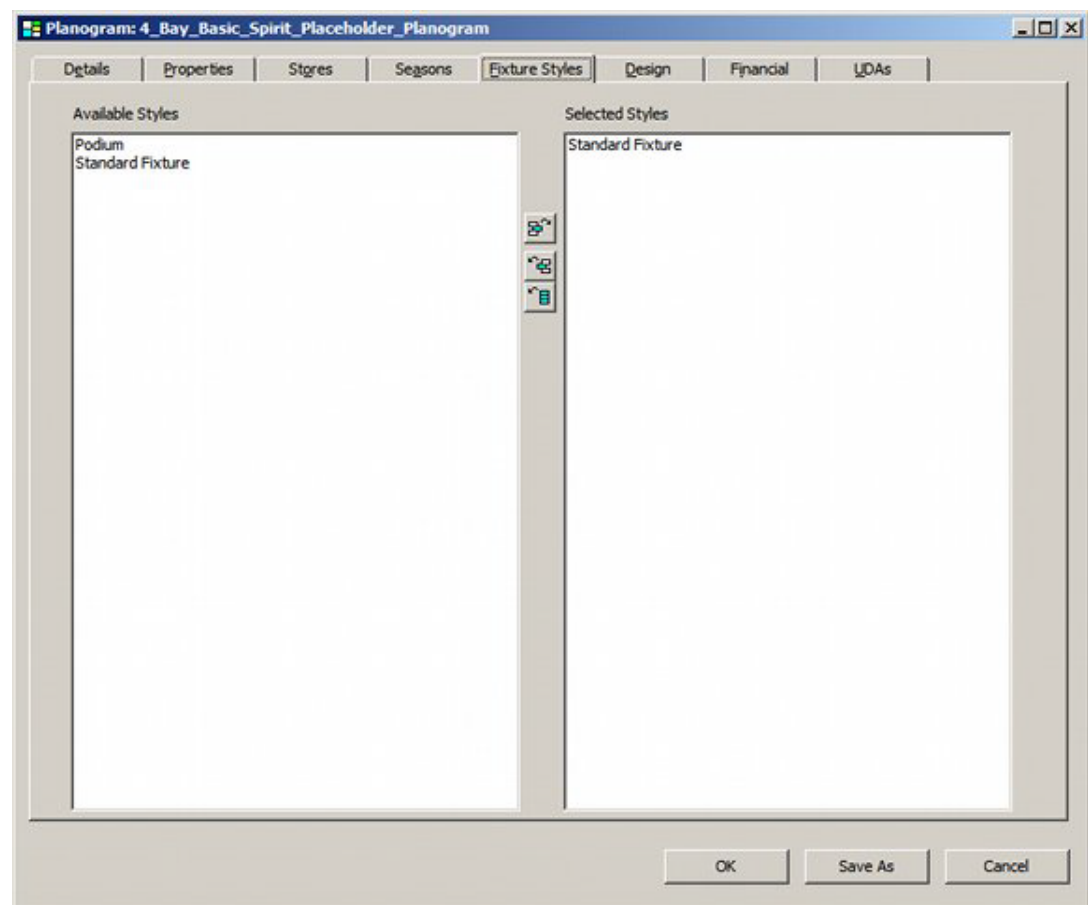 Planogram: 4_Bay_Basic_Spirit_Placeholder_Planogram
Details Properties Stores Seasons Fixture Styles Design Financial UDAs
Available Styles Selected Styles
Podium Standard Fixture
Standard Fixture
OK Save As Cancel